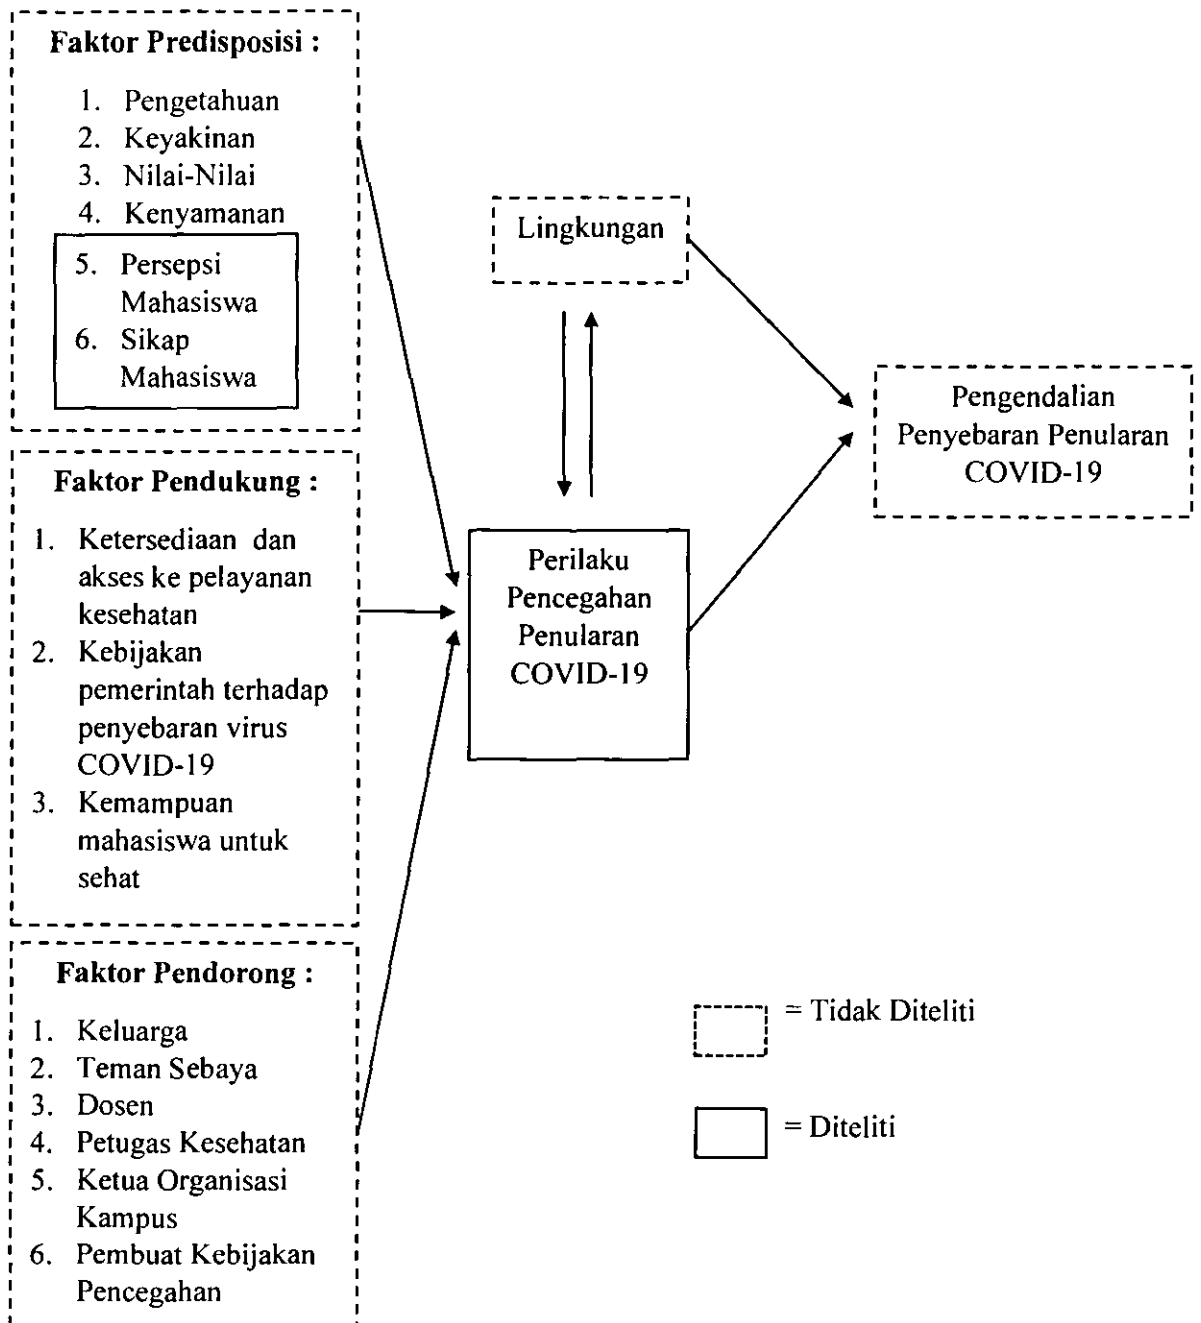 Faktor Predisposisi :
1. Pengetahuan
2. Keyakinan
3. Nilai-Nilai
4. Kenyamanan
5. Persepsi
Mahasiswa
6. Sikap
Mahasiswa
Faktor Pendukung :
1. Ketersediaan dan
akses ke pelayanan
kesehatan
2. Kebijakan
pemerintah terhadap
penyebaran virus
COVID-19
3. Kemampuan
mahasiswa untuk
sehat
Faktor Pendorong :
1. Keluarga
2. Teman Sebaya
3. Dosen
4. Petugas Kesehatan
5. Ketua Organisasi
Kampus
6. Pembuat Kebijakan
Pencegahan
Lingkungan
Perilaku
Pencegahan
Penularan
COVID-19
Pengendalian
Penyebaran Penularan
COVID-19
= Tidak Diteliti
= Diteliti